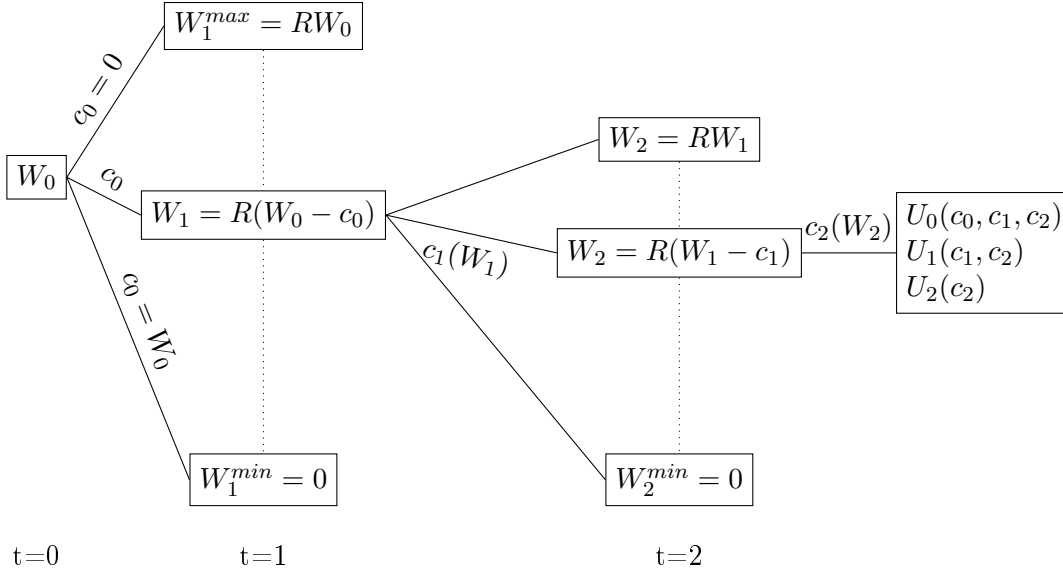 W_1^{max} = RW_0
c_0 = 0
W_2 = RW_1
W_0
c_0
W_1 = R(W_0 - c_0)
c_1(W_1)
W_2 = R(W_1 - c_1)
c_2(W_2)
U_0(c_0, c_1, c_2)
U_1(c_1, c_2)
U_2(c_2)
c_0 = W_0
W_1^{min} = 0
W_2^{min} = 0
t=0
t=1
t=2